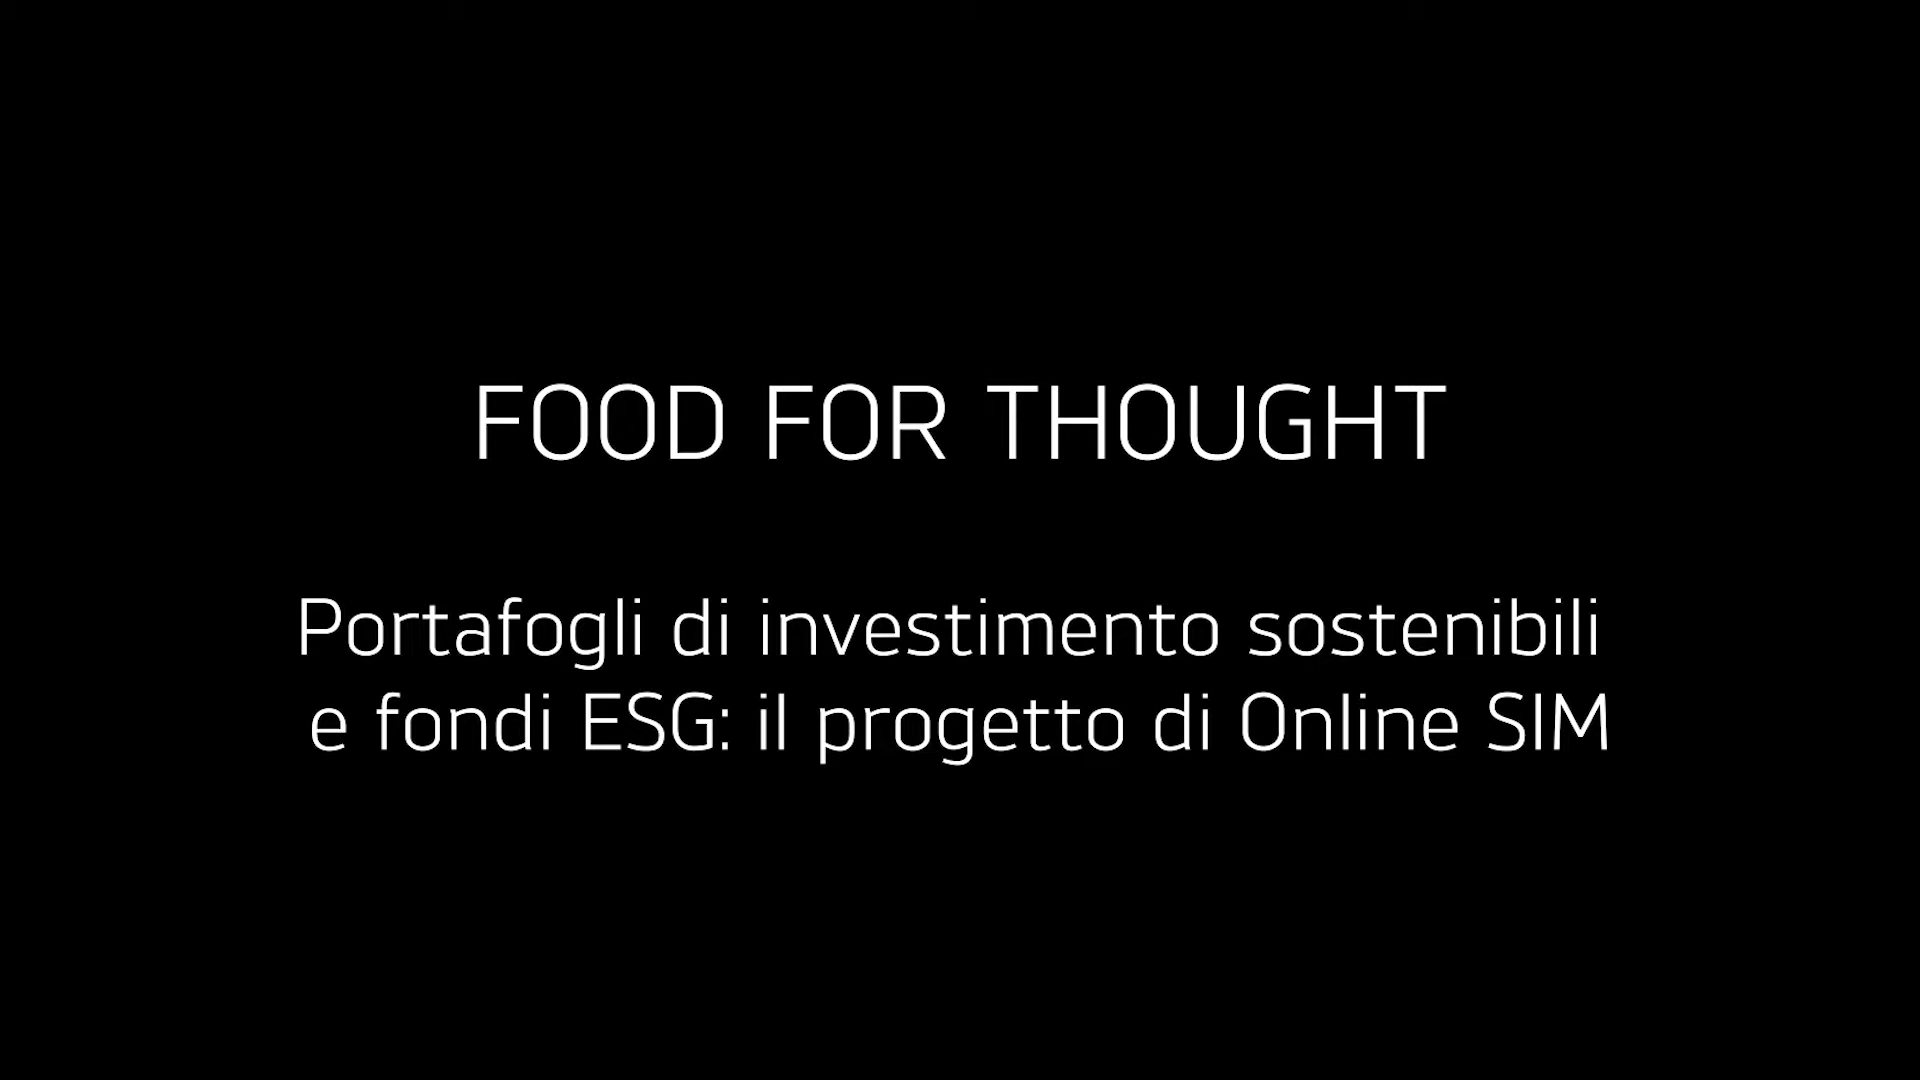 FOOD FOR THOUGHT
Portafogli di investimento sostenibili
e fondi ESG: il progetto di Online SIM